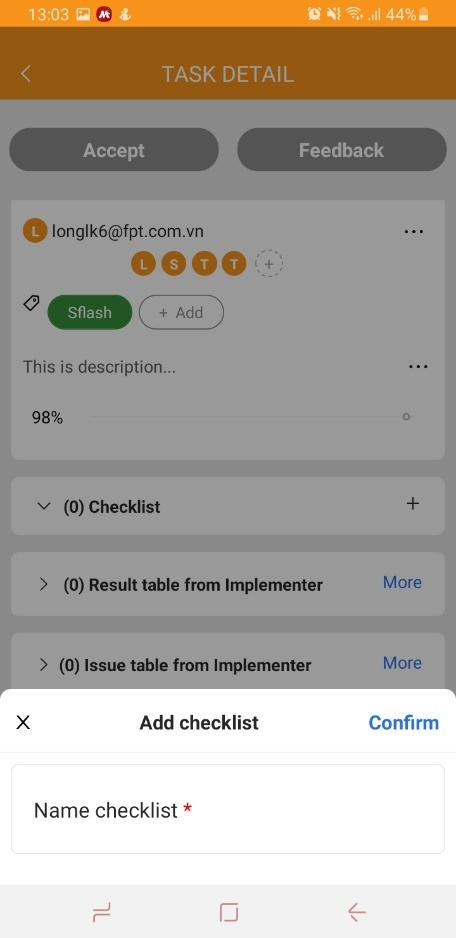 13:03 44%
TASK DETAIL
Accept Feedback
L longlk6@fpt.com.vn ...
L S T T +
Sflash + Add
This is description... ...
98%
(0) Checklist +
(0) Result table from Implementer More
(0) Issue table from Implementer More
X Add checklist Confirm
Name checklist *